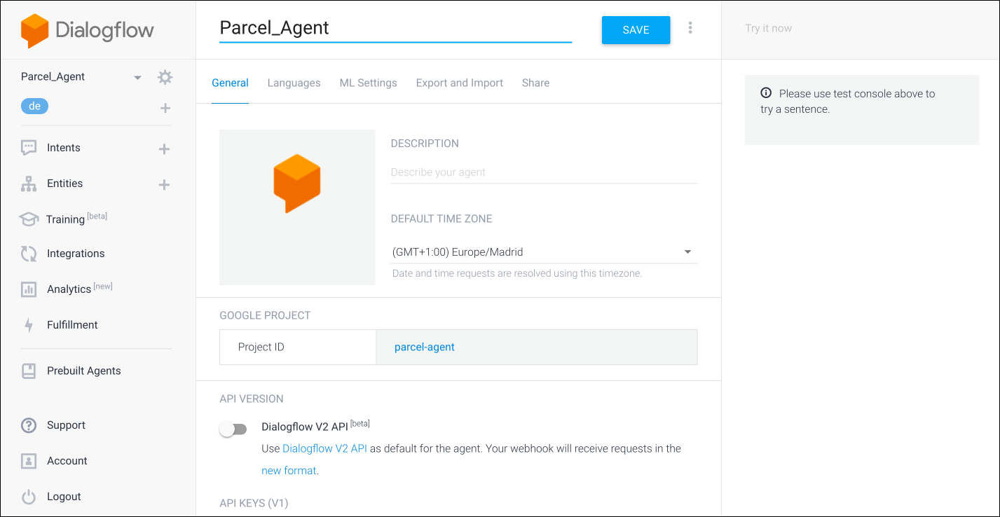 Dialogflow
Parcel_Agent
de
Intents
Entities
Training [beta]
Integrations
Analytics [new]
Fulfillment
Prebuilt Agents
Support
Account
Logout
Parcel_Agent
SAVE
General Languages ML Settings Export and Import Share
DESCRIPTION
Describe your agent
DEFAULT TIME ZONE
(GMT+1:00) Europe/Madrid
Date and time requests are resolved using this timezone.
GOOGLE PROJECT
Project ID parcel-agent
API VERSION
Dialogflow V2 API [beta]
Use Dialogflow V2 API as default for the agent. Your webhook will receive requests in the
new format.
API KEYS (V1)
Try it now
Please use test console above to
try a sentence.